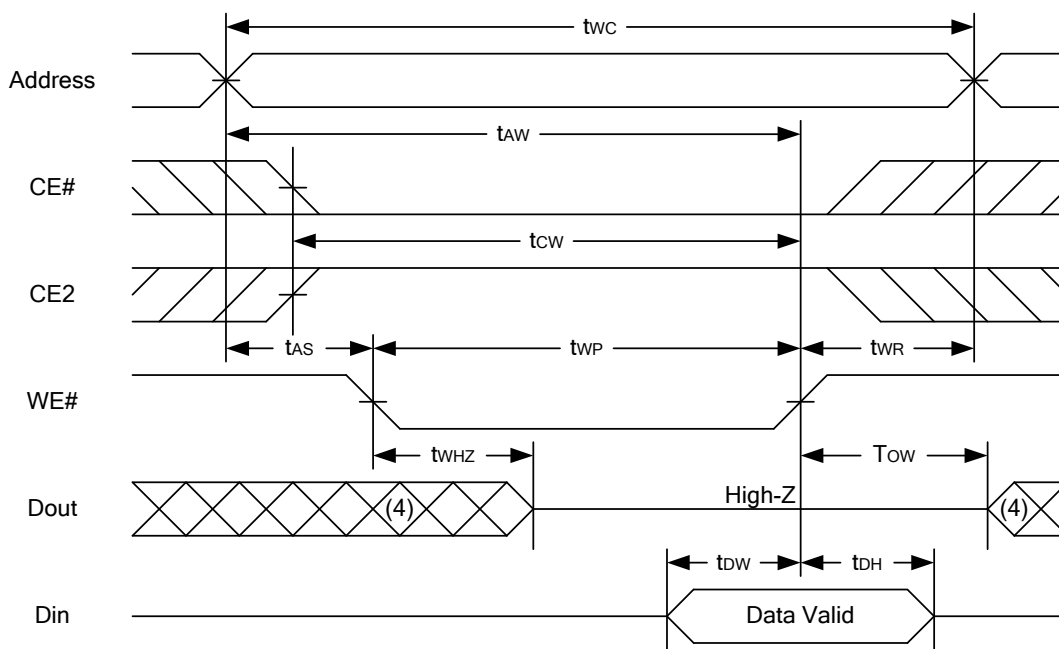 tWC
Address
tAW
CE#
tCW
CE2
tAS
tWP
tWR
WE#
tWHZ
TOW
High-Z
Dout
(4)
(4)
tDW
tDH
Din
Data Valid